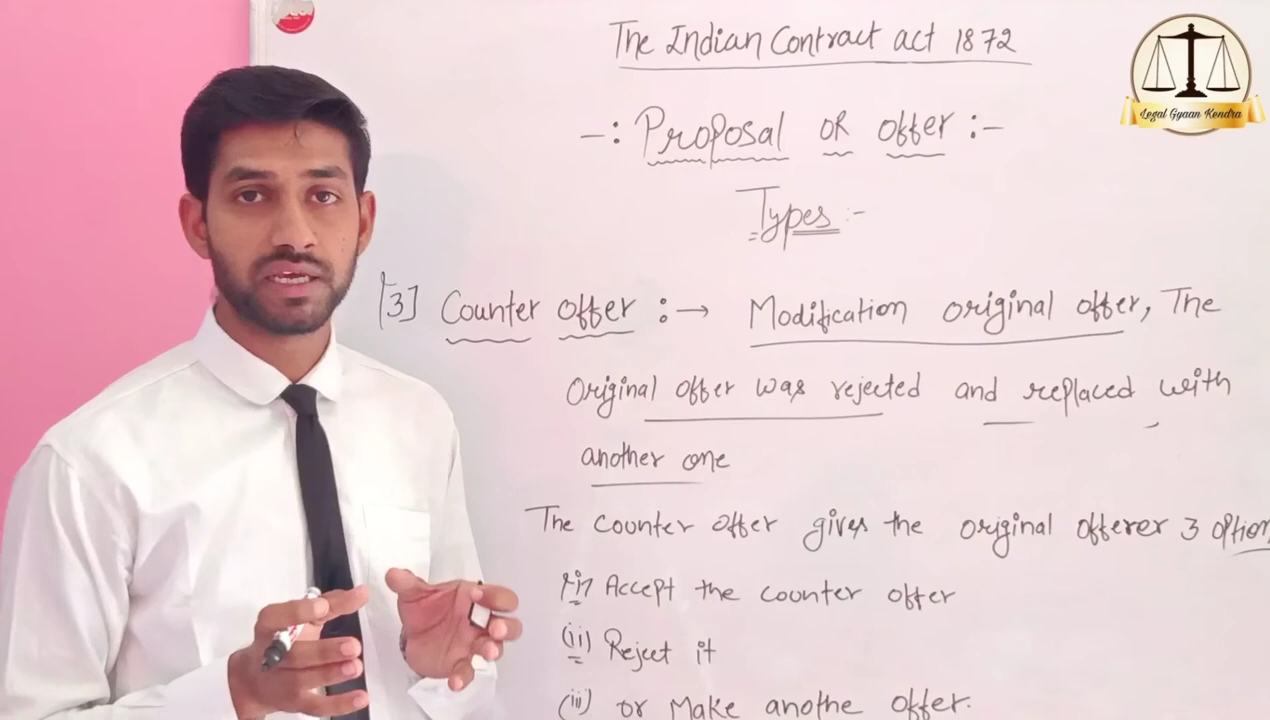 The Indian Contract act 1872
Legal Gyaan Kendra
-: Proposal OR offer :-
Types :-
[3] Counter offer :→ Modification original offer, The
Original offer was rejected and replaced with
another one
The counter offer gives the original offerer 3 option
(i) Accept the counter offer
(ii) Reject it
(iii) or Make anothe offer.